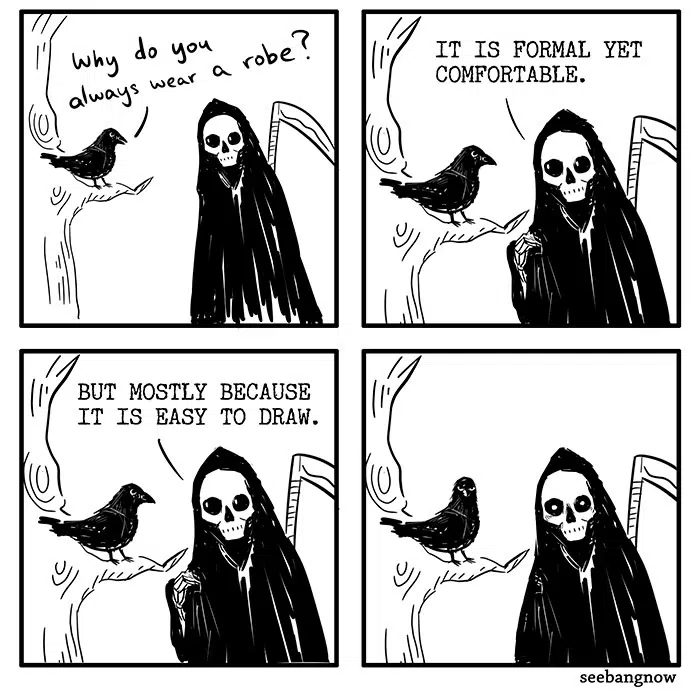 Why do you
always wear a robe?
IT IS FORMAL YET
COMFORTABLE.
BUT MOSTLY BECAUSE
IT IS EASY TO DRAW.
seebangnow